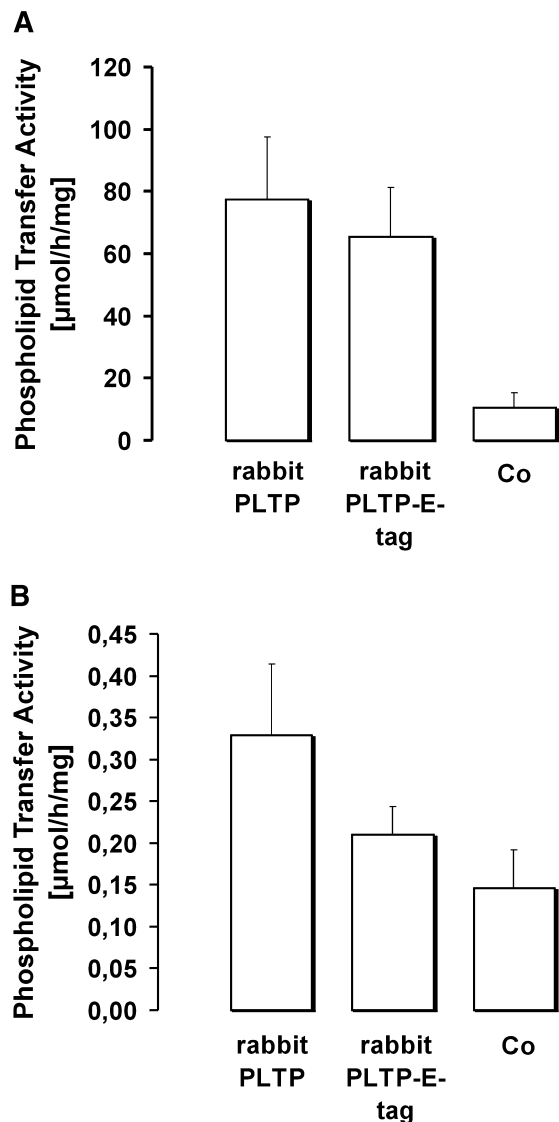 A
Phospholipid Transfer Activity
[µmol/h/mg]
120
100
80
60
40
20
0
rabbit
PLTP
rabbit
PLTP-E-
tag
Co
B
Phospholipid Transfer Activity
[µmol/h/mg]
0,45
0,40
0,35
0,30
0,25
0,20
0,15
0,10
0,05
0,00
rabbit
PLTP
rabbit
PLTP-E-
tag
Co